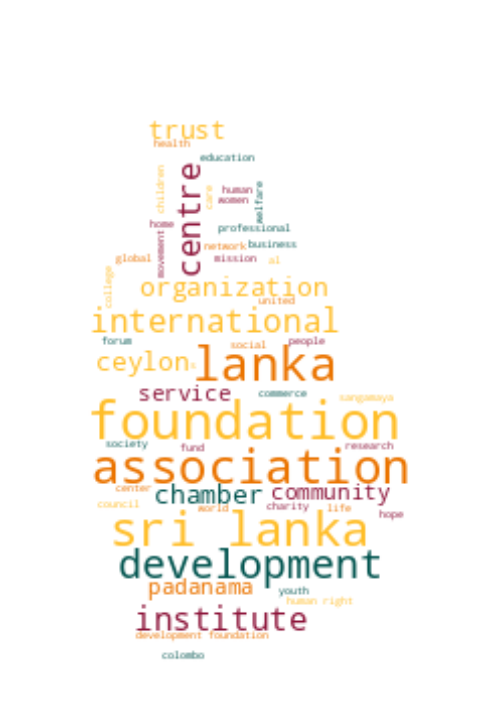 trust
health
education
children
centre
care
human
women
welfare
home
professional
movement
network business
global
mission al
college
organization
united
international
forum
social people
ceylon
lanka
service
commerce
sangamaya
foundation
society
fund
research
association
center
chamber community
council
world
charity life
hope
sri lanka
development
padanama
youth
human right
institute
development foundation
colombo